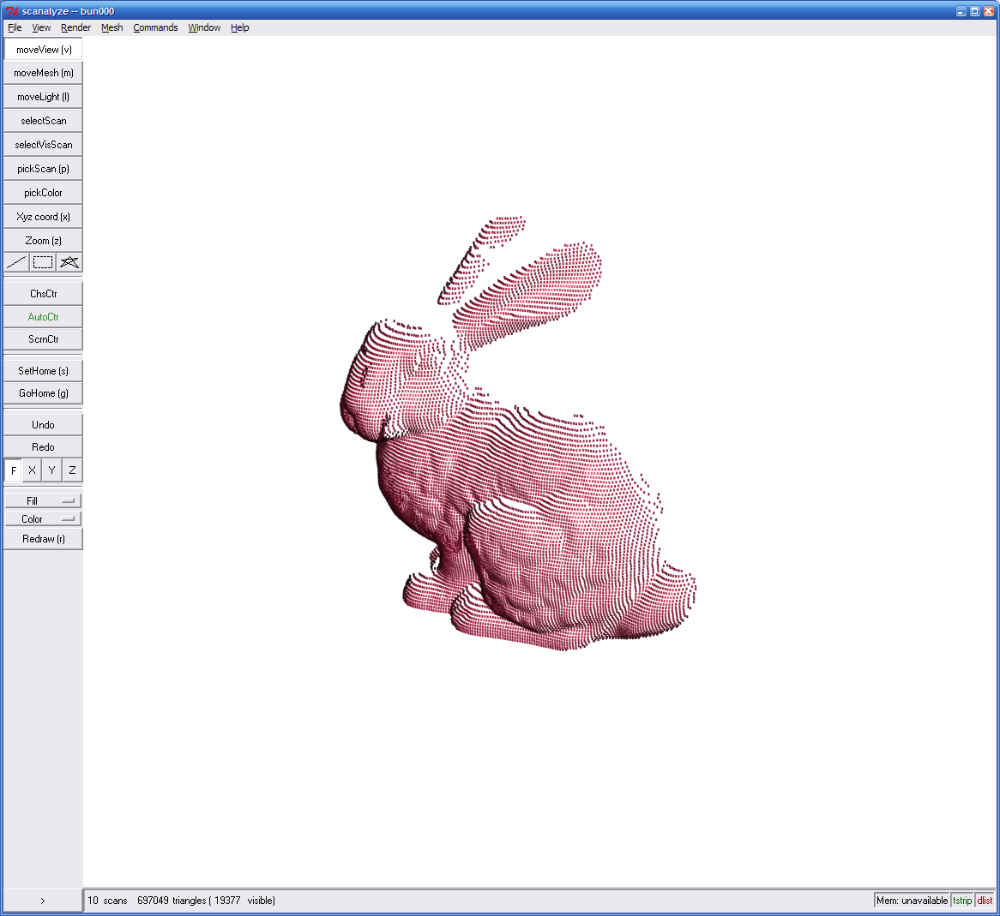 scanalyze -- bun000
File View Render Mesh Commands Window Help
moveView (v)
moveMesh (m)
moveLight (l)
selectScan
selectVisScan
pickScan (p)
pickColor
Xyz coord (x)
Zoom (z)
ChsCtr
AutoCtr
ScrnCtr
SetHome (s)
GoHome (g)
Undo
Redo
F X Y Z
Fill
Color
Redraw (r)
> 10 scans 697049 triangles ( 19377 visible) Mem: unavailable tstrip dlist